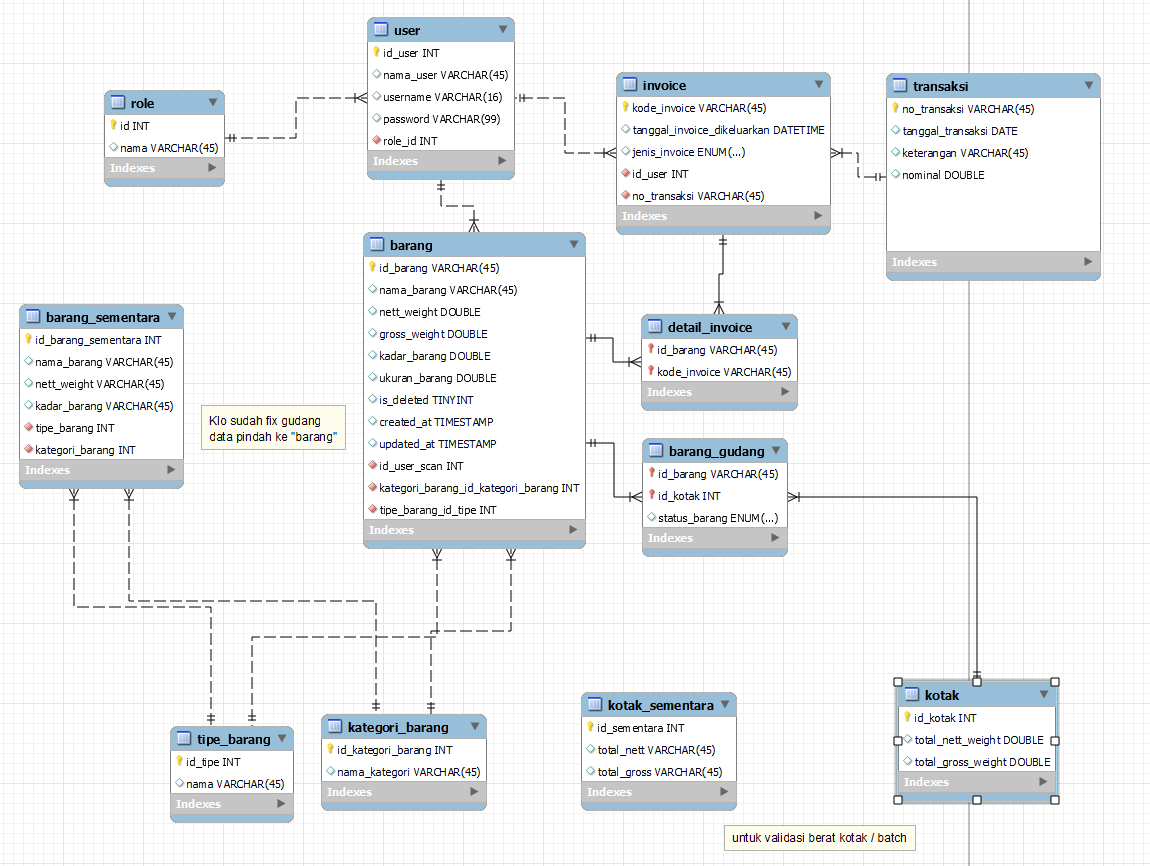 user
id_user INT
nama_user VARCHAR(45)
username VARCHAR(16)
password VARCHAR(99)
role_id INT
Indexes
role
id INT
nama VARCHAR(45)
Indexes
invoice
kode_invoice VARCHAR(45)
tanggal_invoice_dikeluarkan DATETIME
jenis_invoice ENUM(...)
id_user INT
no_transaksi VARCHAR(45)
Indexes
transaksi
no_transaksi VARCHAR(45)
tanggal_transaksi DATE
keterangan VARCHAR(45)
nominal DOUBLE
Indexes
barang
id_barang VARCHAR(45)
nama_barang VARCHAR(45)
nett_weight DOUBLE
gross_weight DOUBLE
kadar_barang DOUBLE
ukuran_barang DOUBLE
is_deleted TINYINT
created_at TIMESTAMP
updated_at TIMESTAMP
id_user_scan INT
kategori_barang_id_kategori_barang INT
tipe_barang_id_tipe INT
Indexes
barang_sementara
id_barang_sementara INT
nama_barang VARCHAR(45)
nett_weight VARCHAR(45)
kadar_barang VARCHAR(45)
tipe_barang INT
kategori_barang INT
Indexes
Klo sudah fix gudang
data pindah ke "barang"
detail_invoice
id_barang VARCHAR(45)
kode_invoice VARCHAR(45)
Indexes
barang_gudang
id_barang VARCHAR(45)
id_kotak INT
status_barang ENUM(...)
Indexes
tipe_barang
id_tipe INT
nama VARCHAR(45)
Indexes
kategori_barang
id_kategori_barang INT
nama_kategori VARCHAR(45)
Indexes
kotak_sementara
id_sementara INT
total_nett VARCHAR(45)
total_gross VARCHAR(45)
Indexes
kotak
id_kotak INT
total_nett_weight DOUBLE
total_gross_weight DOUBLE
Indexes
untuk validasi berat kotak / batch